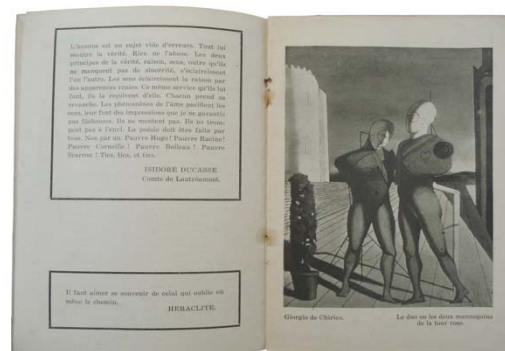 L'homme est un sujet vide d'erreurs. Tout lui
montre la vérité. Rien ne l'abuse. Les deux
principes de la vérité, raison, sens, outre qu'ils
ne manquent pas de sincérité, s'éclaircissent
l'un l'autre. Les sens éclaircissent la raison par
des apparences vraies. Ce même service qu'ils lui
font, ils la reçoivent d'elle. Chacun prend sa
revanche. Les phénomènes de l'âme pacifient les
sens, leur font des impressions que je ne garantis
pas fâcheuses. Ils ne mentent pas. Ils ne se trom-
pent pas à l'envi. La poésie doit être faite par
tous. Non par un. Pauvre Hugo! Pauvre Racine!
Pauvre Corneille! Pauvre Boileau! Pauvre
Scarron! Tics, tics, et tics.
ISIDORE DUCASSE
Comte de Lautréamont.
Il faut aimer se souvenir de celui qui oublie où
mène le chemin.
HERACLITE.
Giorgio de Chirico.
Le duo ou les deux mannequins
de la tour rose.